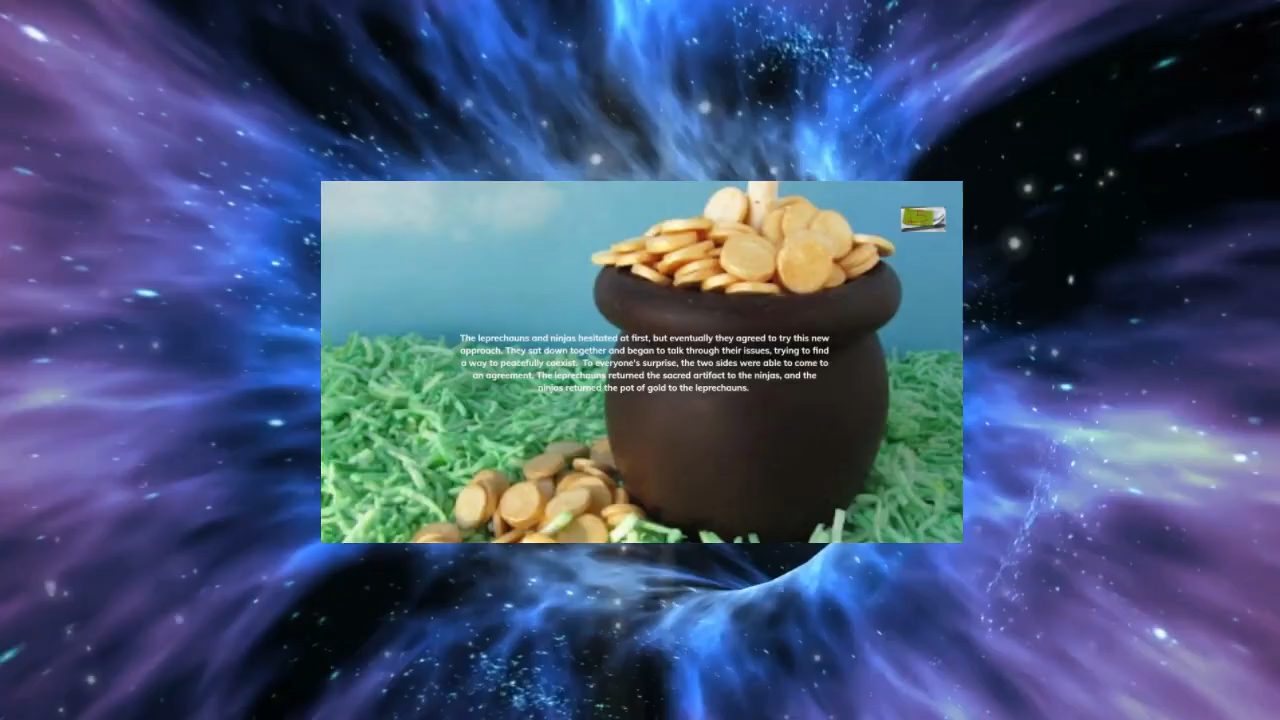 The leprechauns and ninjas hesitated at first, but eventually they agreed to try this new
approach. They sat down together and began to talk through their issues, trying to find
a way to peacefully coexist. To everyone's surprise, the two sides were able to come to
an agreement. The leprechauns returned the sacred artifact to the ninjas, and the
ninjas returned the pot of gold to the leprechauns.